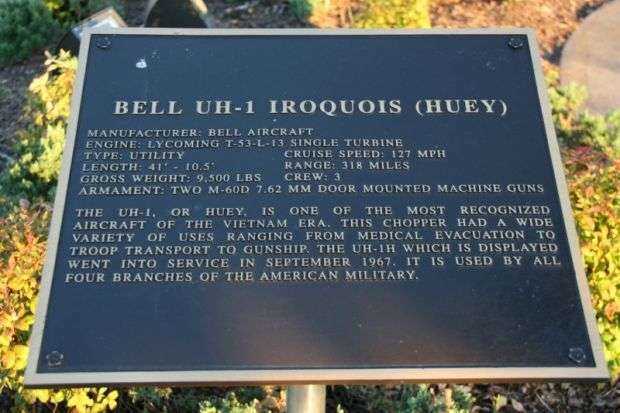 BELL UH-1 IROQUOIS (HUEY)
MANUFACTURER: BELL AIRCRAFT
ENGINE: LYCOMING T-53-L-13 SINGLE TURBINE
TYPE: UTILITY CRUISE SPEED: 127 MPH
LENGTH: 41' - 10.5' RANGE: 318 MILES
GROSS WEIGHT: 9,500 LBS CREW: 3
ARMAMENT: TWO M-60D 7.62 MM DOOR MOUNTED MACHINE GUNS
THE UH-1, OR HUEY, IS ONE OF THE MOST RECOGNIZED
AIRCRAFT OF THE VIETNAM ERA. THIS CHOPPER HAD A WIDE
VARIETY OF USES RANGING FROM MEDICAL EVACUATION TO
TROOP TRANSPORT TO GUNSHIP. THE UH-1H WHICH IS DISPLAYED
WENT INTO SERVICE IN SEPTEMBER 1967. IT IS USED BY ALL
FOUR BRANCHES OF THE AMERICAN MILITARY.